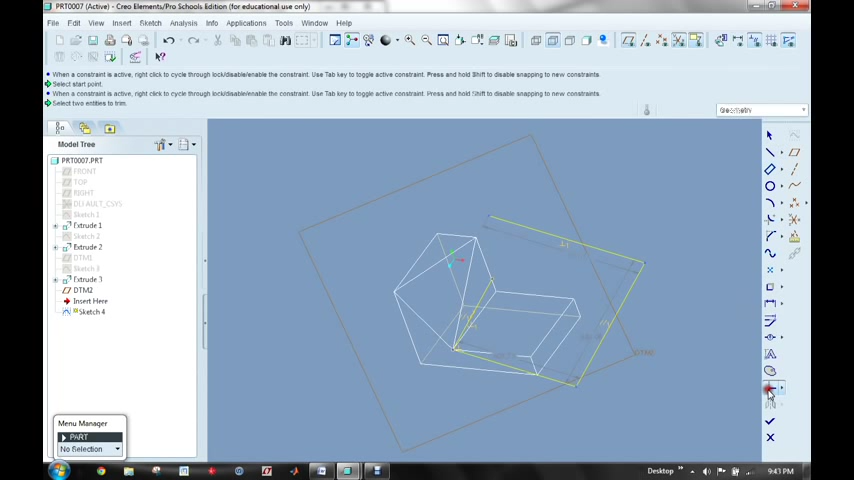 PRT0007 (Active) - Creo Elements/Pro Schools Edition (for educational use only)
File Edit View Insert Sketch Analysis Info Applications Tools Window Help
When a constraint is active, right click to cycle through lock/disable/enable the constraint. Use Tab key to toggle active constraint. Press and hold Shift to disable snapping to new constraints.
Select start point.
When a constraint is active, right click to cycle through lock/disable/enable the constraint. Use Tab key to toggle active constraint. Press and hold Shift to disable snapping to new constraints.
Select two entities to trim.
Geometry
Model Tree
PRT0007.PRT
FRONT
TOP
RIGHT
Sketch 1
Extrude 1
Sketch 2
Extrude 2
DTM1
Sketch 3
Extrude 3
DTM2
Insert Here
Sketch 4
Menu Manager
PART
No Selection
Desktop
9:43 PM